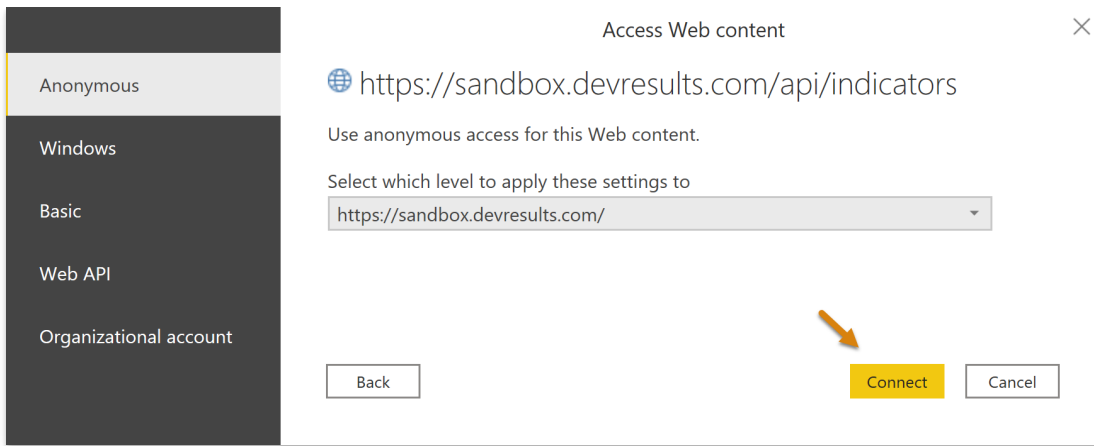 Access Web content
Anonymous
Windows
Basic
Web API
Organizational account
https://sandbox.devresults.com/api/indicators
Use anonymous access for this Web content.
Select which level to apply these settings to
https://sandbox.devresults.com/
Back
Connect
Cancel